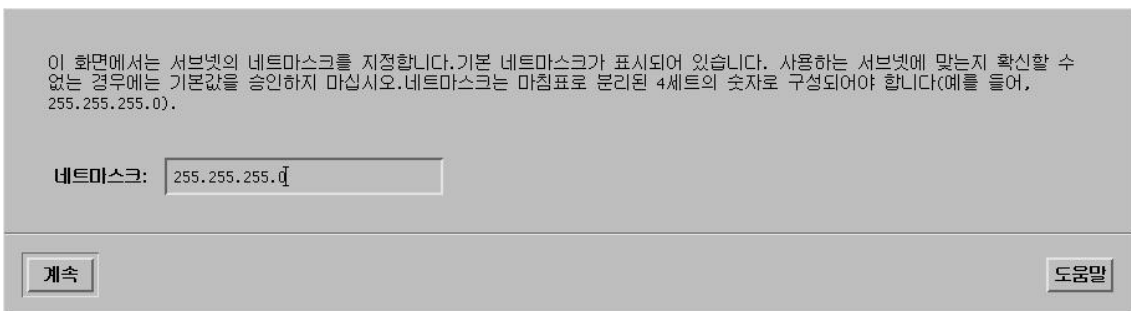 이 화면에서는 서브넷의 네트마스크를 지정합니다.기본 네트마스크가 표시되어 있습니다. 사용하는 서브넷에 맞는지 확신할 수
없는 경우에는 기본값을 승인하지 마십시오.네트마스크는 마침표로 분리된 4세트의 숫자로 구성되어야 합니다(예를 들어,
255.255.255.0).
네트마스크: 255.255.255.0
계속 도움말